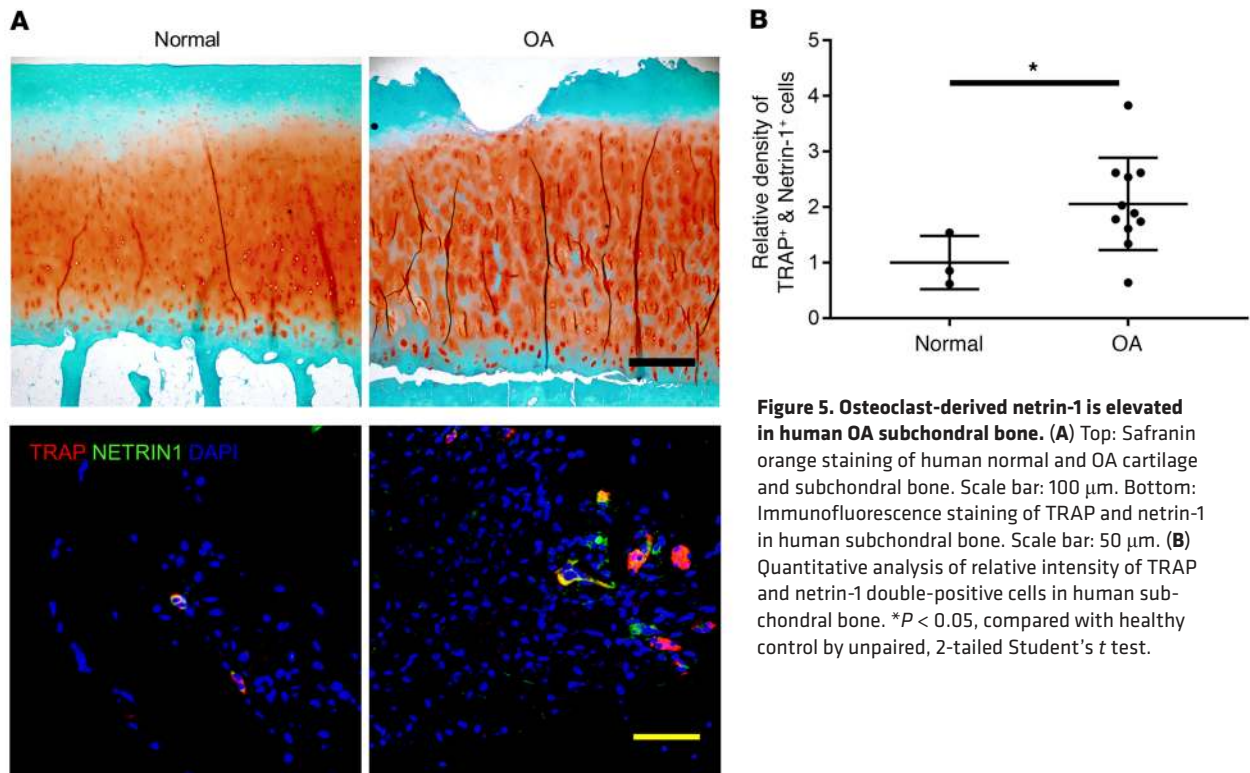 A
Normal
OA
TRAP NETRIN1 DAPI
B
Relative density of
TRAP⁺ & Netrin-1⁺ cells
5
4
3
2
1
0
*
Normal
OA
Figure 5. Osteoclast-derived netrin-1 is elevated
in human OA subchondral bone. (A) Top: Safranin
orange staining of human normal and OA cartilage
and subchondral bone. Scale bar: 100 μm. Bottom:
Immunofluorescence staining of TRAP and netrin-1
in human subchondral bone. Scale bar: 50 μm. (B)
Quantitative analysis of relative intensity of TRAP
and netrin-1 double-positive cells in human sub-
chondral bone. *P < 0.05, compared with healthy
control by unpaired, 2-tailed Student’s t test.